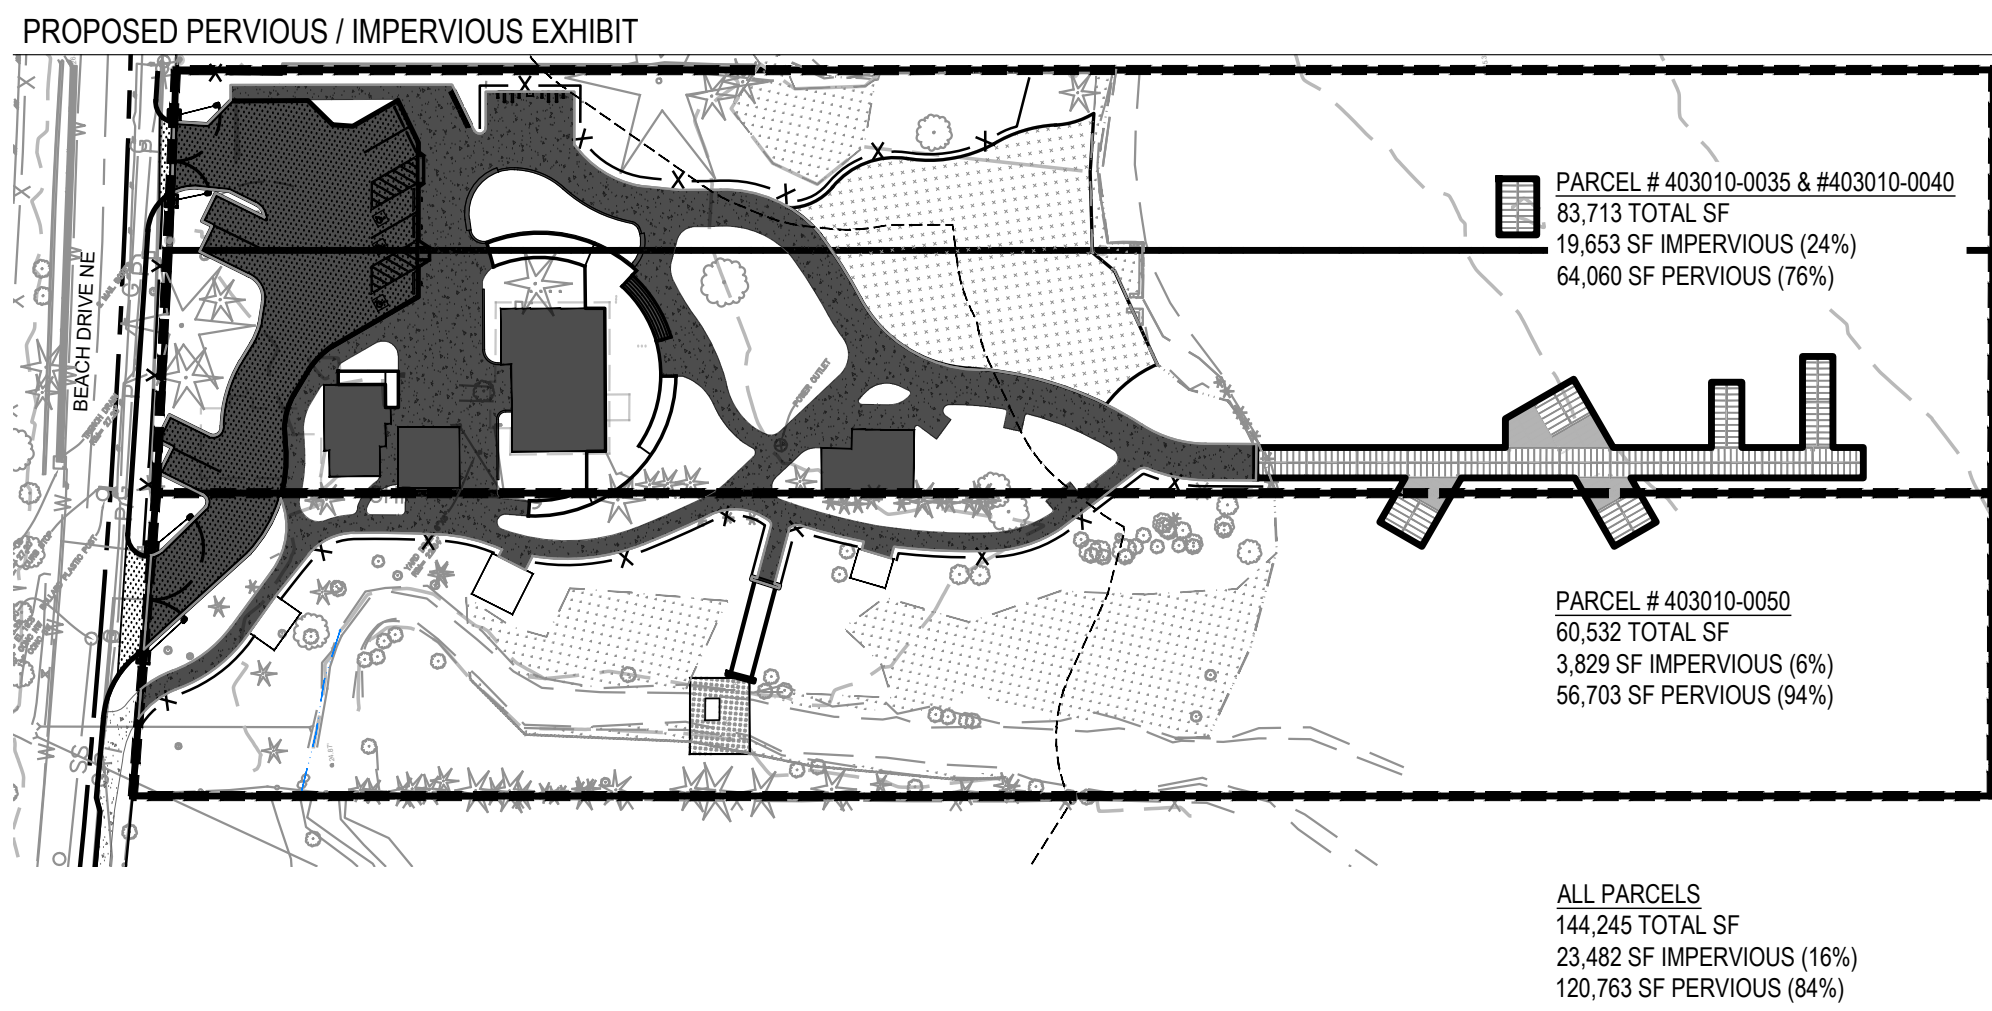 PROPOSED PERVIOUS / IMPERVIOUS EXHIBIT
BEACH DRIVE NE
POWER OUTLET
PARCEL # 403010-0035 & #403010-0040
83,713 TOTAL SF
19,653 SF IMPERVIOUS (24%)
64,060 SF PERVIOUS (76%)
PARCEL # 403010-0050
60,532 TOTAL SF
3,829 SF IMPERVIOUS (6%)
56,703 SF PERVIOUS (94%)
ALL PARCELS
144,245 TOTAL SF
23,482 SF IMPERVIOUS (16%)
120,763 SF PERVIOUS (84%)